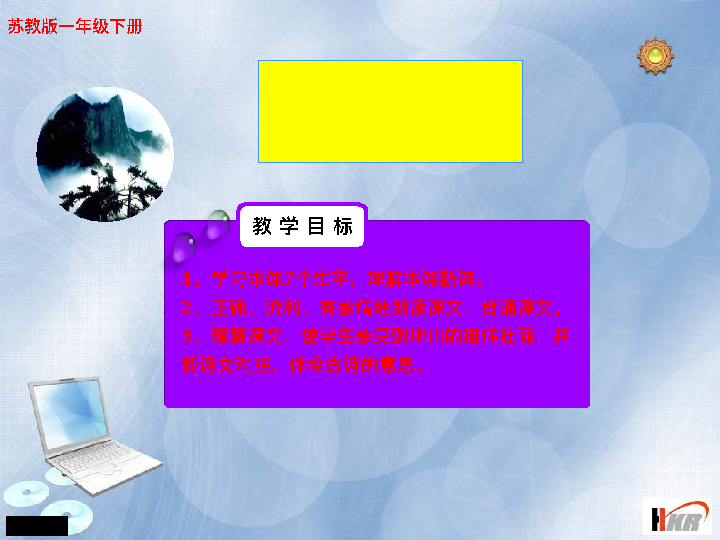 苏教版一年级下册
教学目标
1、学习本课7个生字，理解本课新词。
2、正确、流利、有感情地朗读课文，背诵课文。
3、理解课文，使学生感受到华山的雄伟壮丽，并
能诗文对照，体会古诗的意思。
HKR